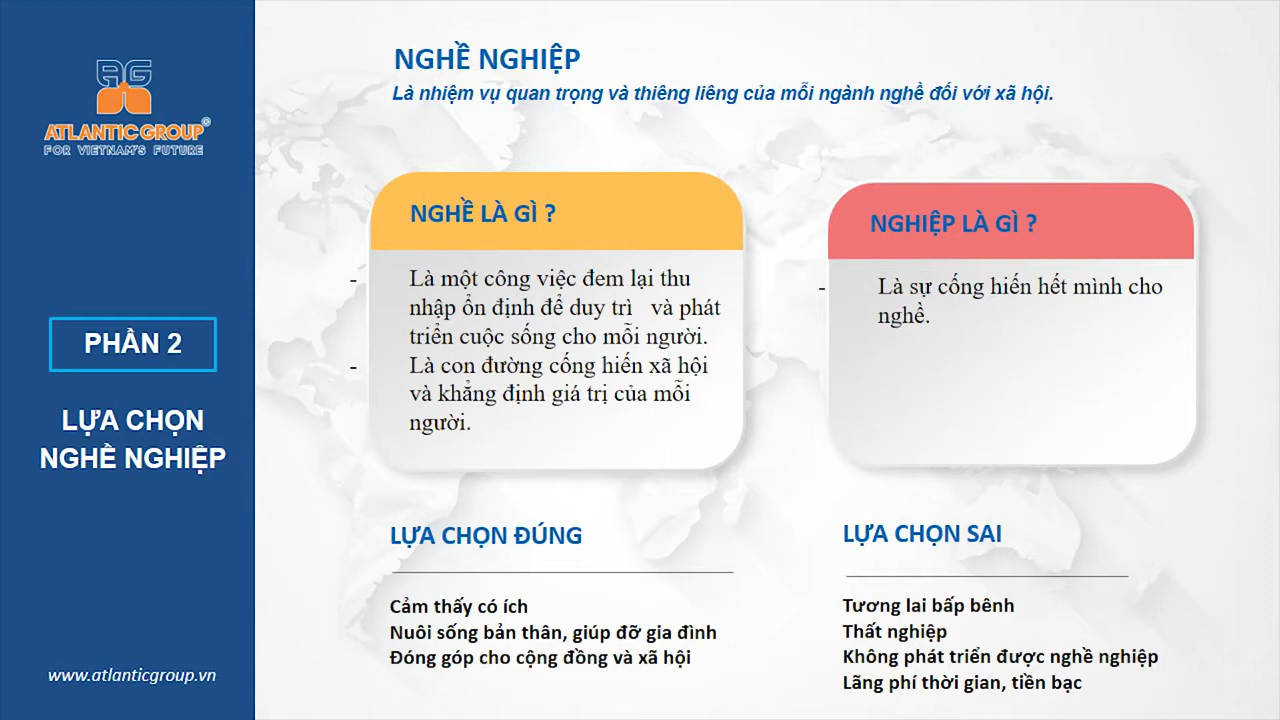 AG
ATLANTIC GROUP®
FOR VIETNAM'S FUTURE
PHẦN 2
LỰA CHỌN
NGHỀ NGHIỆP
www.atlanticgroup.vn
NGHỀ NGHIỆP
Là nhiệm vụ quan trọng và thiêng liêng của mỗi ngành nghề đối với xã hội.
NGHỀ LÀ GÌ ?
- Là một công việc đem lại thu
nhập ổn định để duy trì và phát
triển cuộc sống cho mỗi người.
- Là con đường cống hiến xã hội
và khẳng định giá trị của mỗi
người.
NGHIỆP LÀ GÌ ?
- Là sự cống hiến hết mình cho
nghề.
LỰA CHỌN ĐÚNG
Cảm thấy có ích
Nuôi sống bản thân, giúp đỡ gia đình
Đóng góp cho cộng đồng và xã hội
LỰA CHỌN SAI
Tương lai bấp bênh
Thất nghiệp
Không phát triển được nghề nghiệp
Lãng phí thời gian, tiền bạc